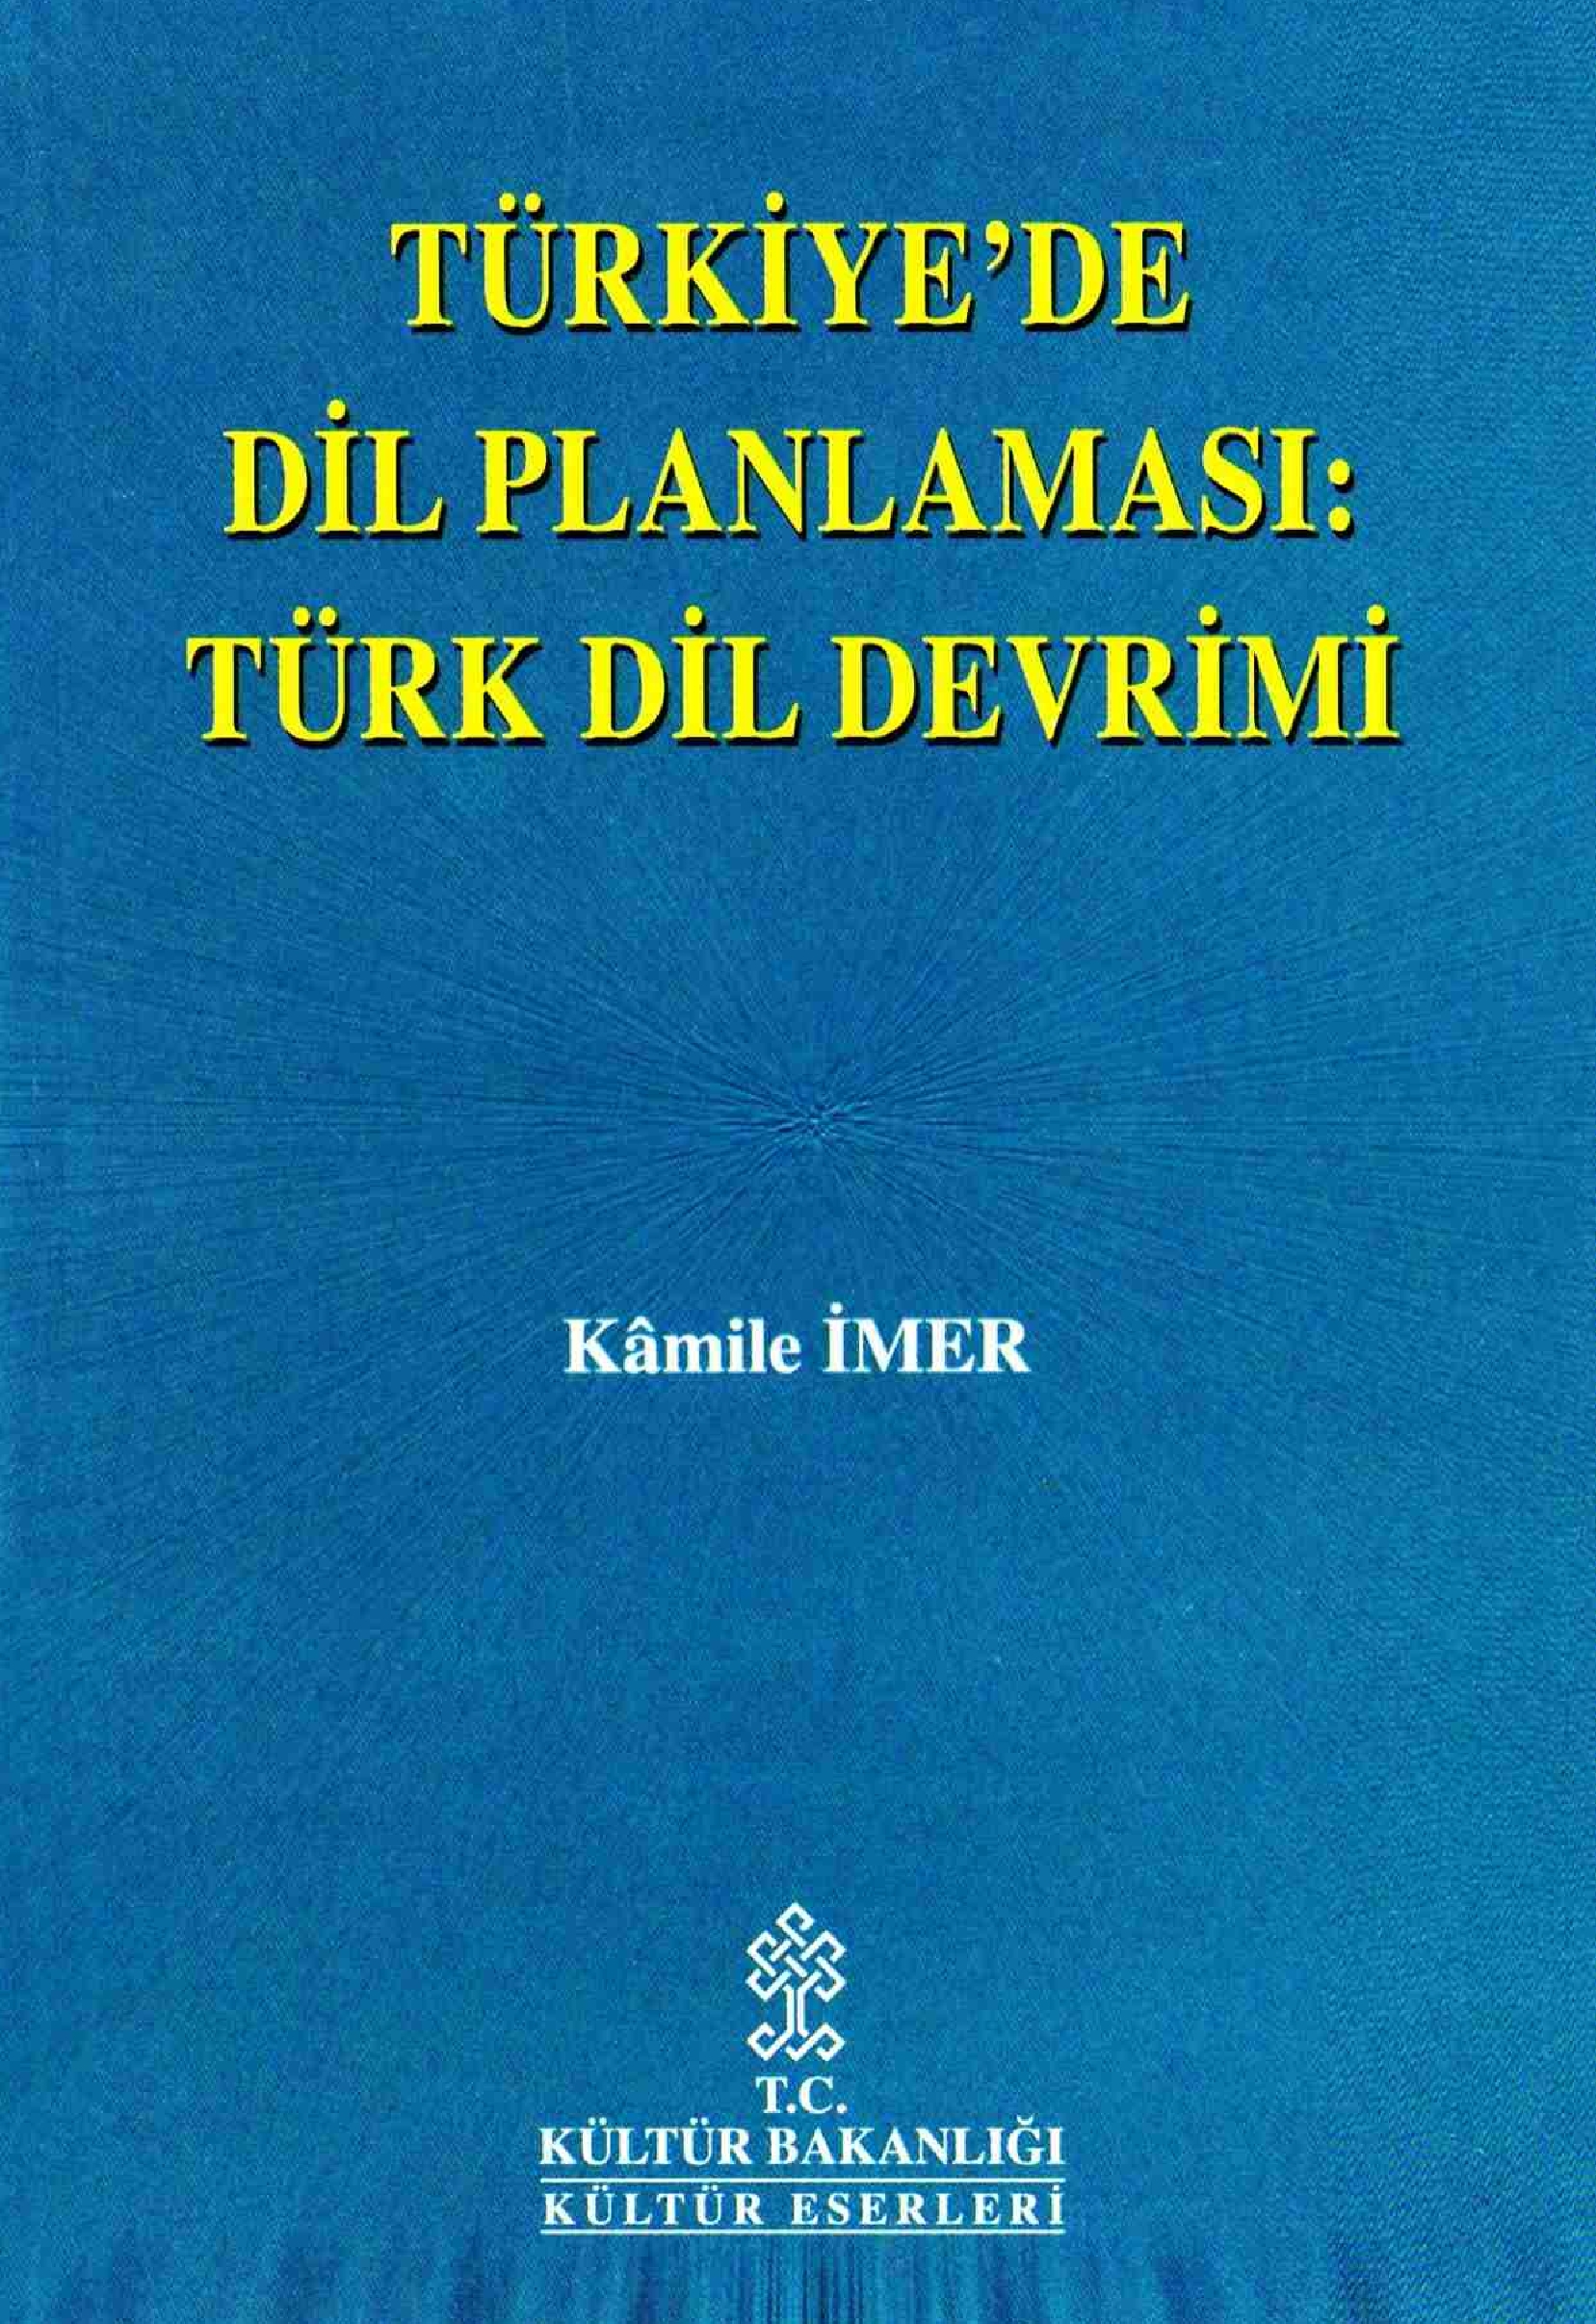 TÜRKİYE'DE
DİL PLANLAMASI:
TÜRK DİL DEVRİMİ
Kâmile İMER
T.C.
KÜLTÜR BAKANLIĞI
KÜLTÜR ESERLERİ